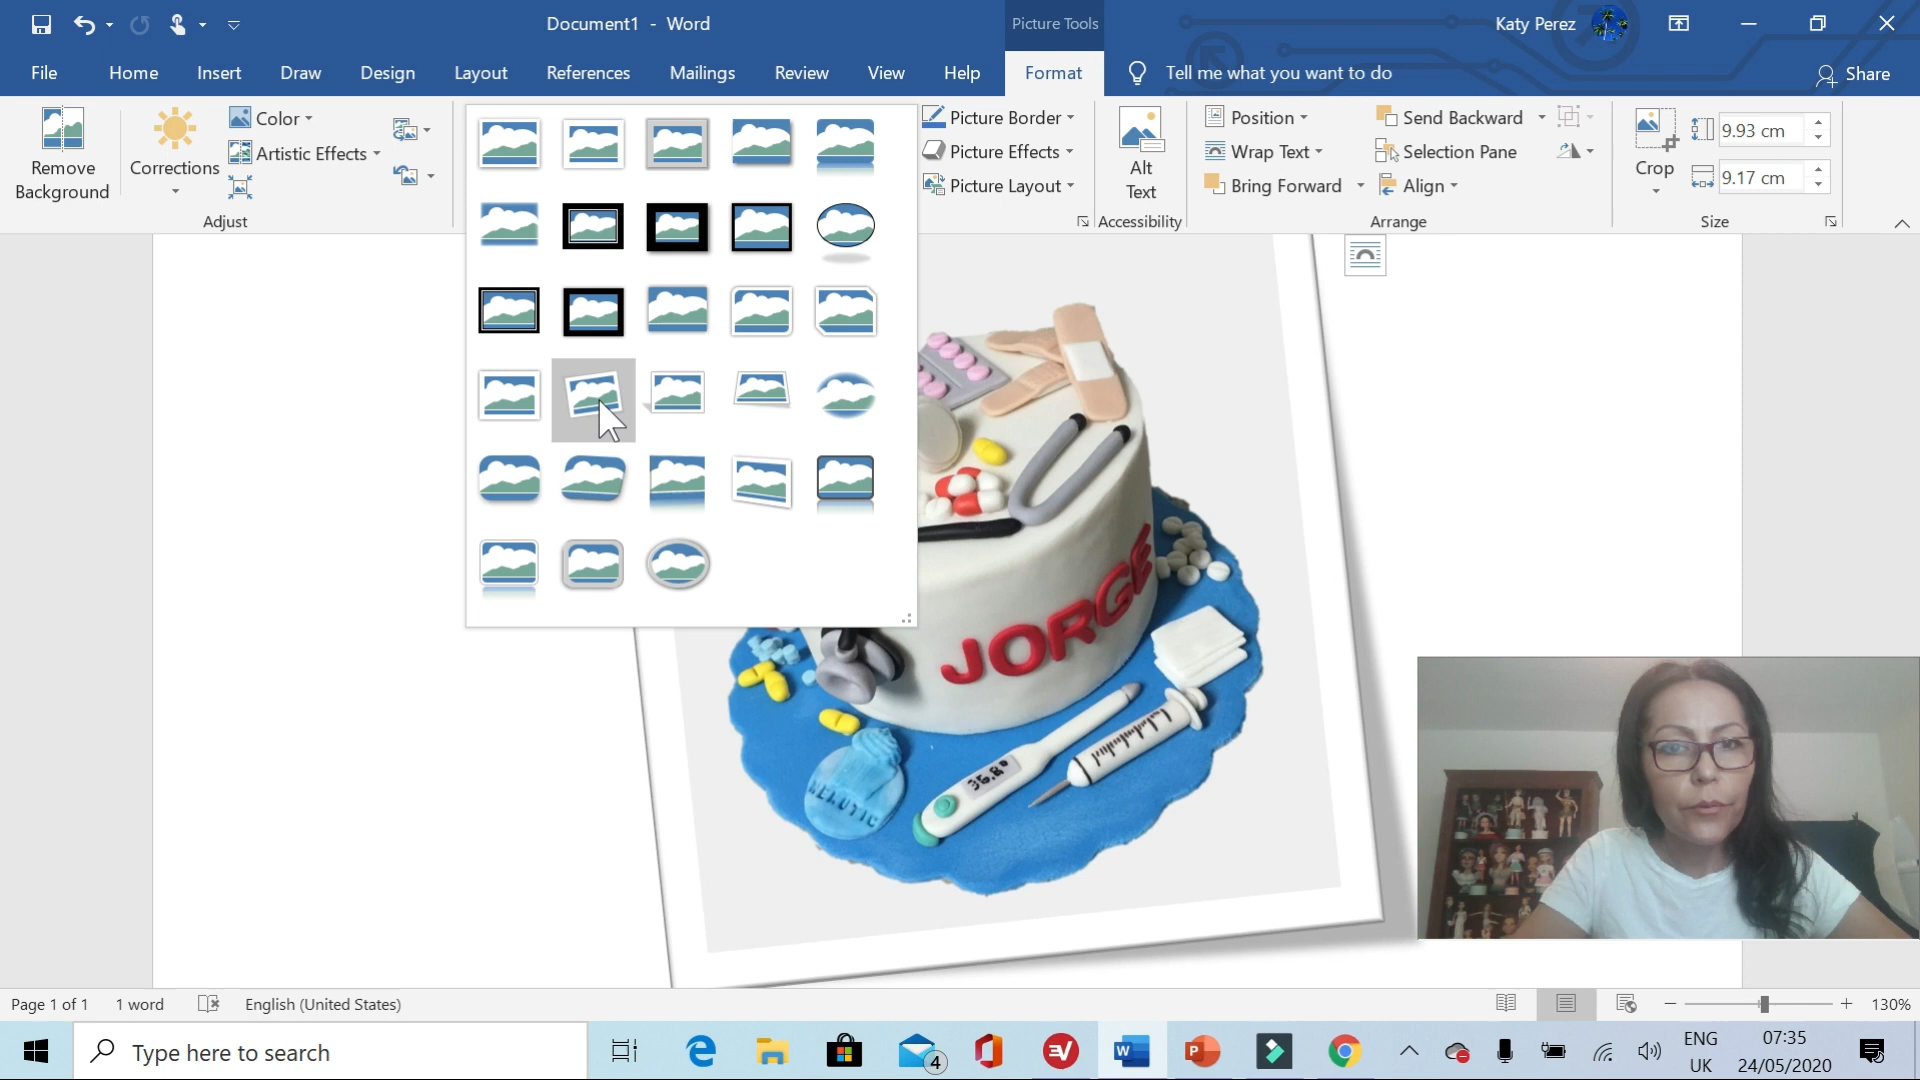 Document1 - Word
Picture Tools
Katy Perez
File Home Insert Draw Design Layout References Mailings Review View Help Format Tell me what you want to do Share
Remove Background
Corrections
Color
Artistic Effects
Adjust
Picture Border
Picture Effects
Picture Layout
Alt Text
Accessibility
Position
Wrap Text
Bring Forward
Send Backward
Selection Pane
Align
Arrange
Crop
9.93 cm
9.17 cm
Size
JORGE
36.8°
Page 1 of 1 1 word English (United States) 130%
Type here to search
4
ENG
UK
07:35
24/05/2020